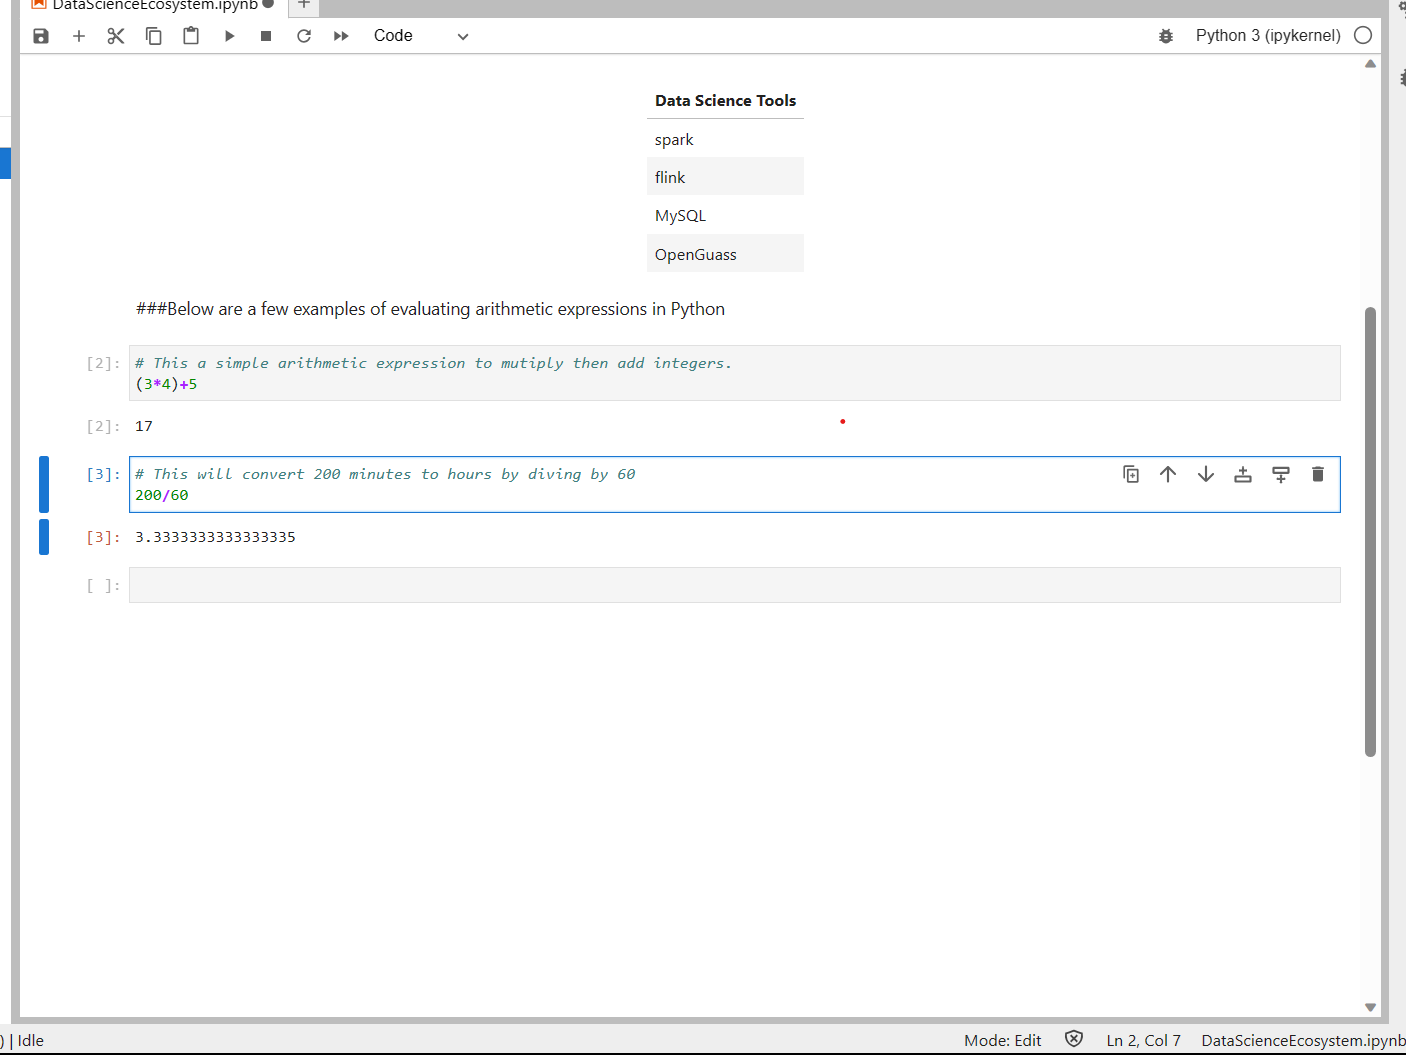 DataScienceEcosystem.ipynb
Code
Python 3 (ipykernel)
Data Science Tools
spark
flink
MySQL
OpenGuass
###Below are a few examples of evaluating arithmetic expressions in Python
[2]: # This a simple arithmetic expression to mutiply then add integers.
(3*4)+5
[2]: 17
[3]: # This will convert 200 minutes to hours by diving by 60
200/60
[3]: 3.3333333333333335
[ ]:
) | Idle
Mode: Edit
Ln 2, Col 7
DataScienceEcosystem.ipynb